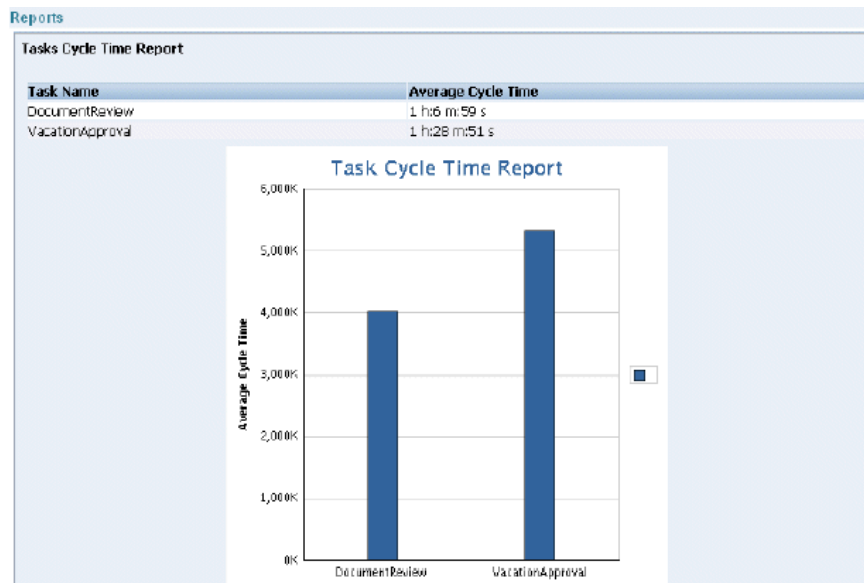 Reports
Tasks Cycle Time Report
Task Name Average Cycle Time
DocumentReview 1 h:6 m:59 s
VacationApproval 1 h:28 m:51 s
Task Cycle Time Report
6,000K
5,000K
4,000K
3,000K
2,000K
1,000K
0K
Average Cycle Time
DocumentReview VacationApproval